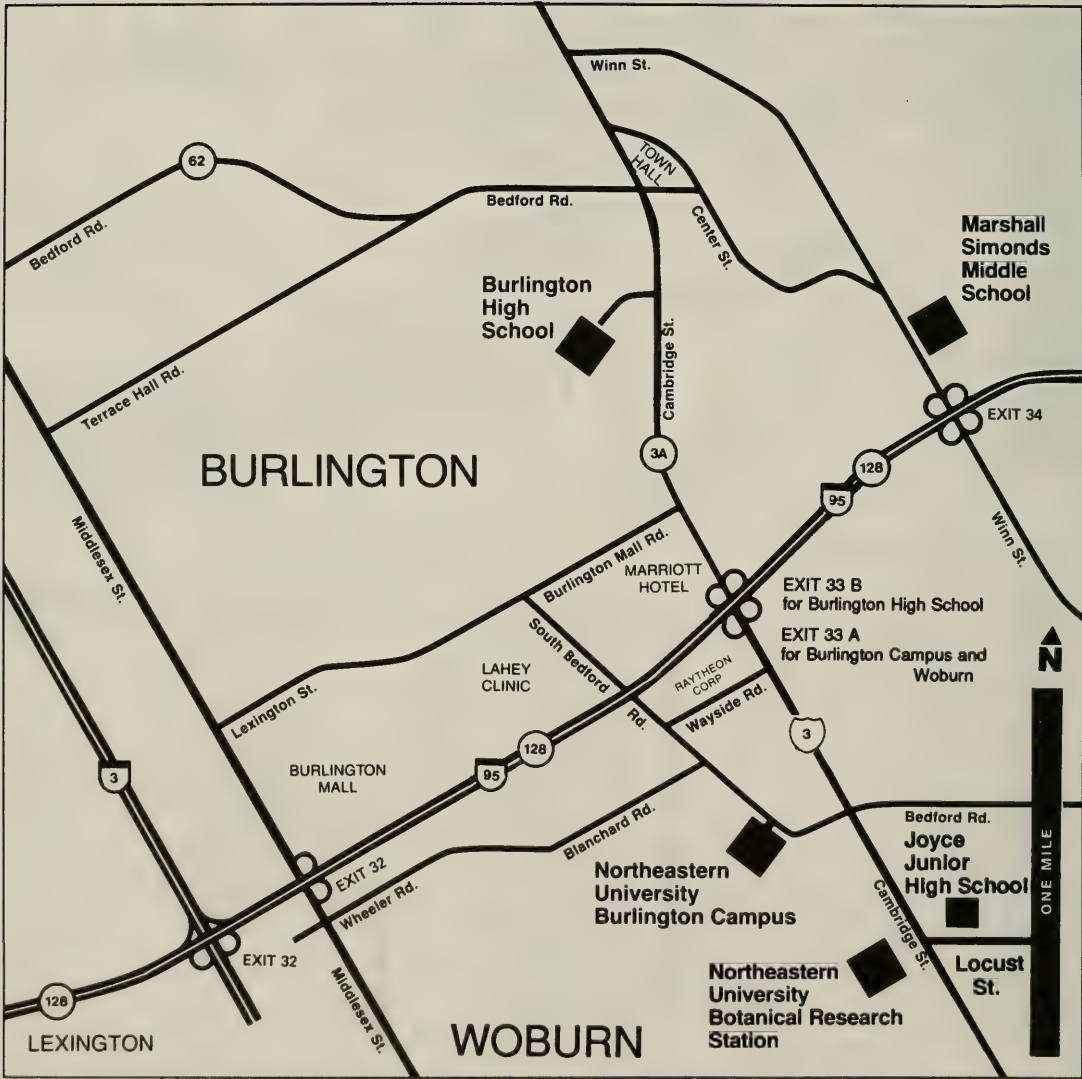 Winn St.
TOWN
HALL
62
Bedford Rd.
Bedford Rd.
Center St.
Marshall
Simonds
Middle
School
Burlington
High
School
Cambridge St.
Terrace Hall Rd.
EXIT 34
3A
128
95
BURLINGTON
Middlesex St.
Winn St.
Burlington Mall Rd.
MARRIOTT
HOTEL
EXIT 33 B
for Burlington High School
EXIT 33 A
for Burlington Campus and
Woburn
N
South Bedford
Rd.
LAHEY
CLINIC
RAYTHEON
CORP
Wayside Rd.
Lexington St.
3
128
95
3
BURLINGTON
MALL
Blanchard Rd.
Bedford Rd.
Joyce
Junior
High School
ONE MILE
EXIT 32
Wheeler Rd.
Northeastern
University
Burlington Campus
Cambridge St.
EXIT 32
Locust
St.
Northeastern
University
Botanical Research
Station
128
Middlesex St.
LEXINGTON
WOBURN